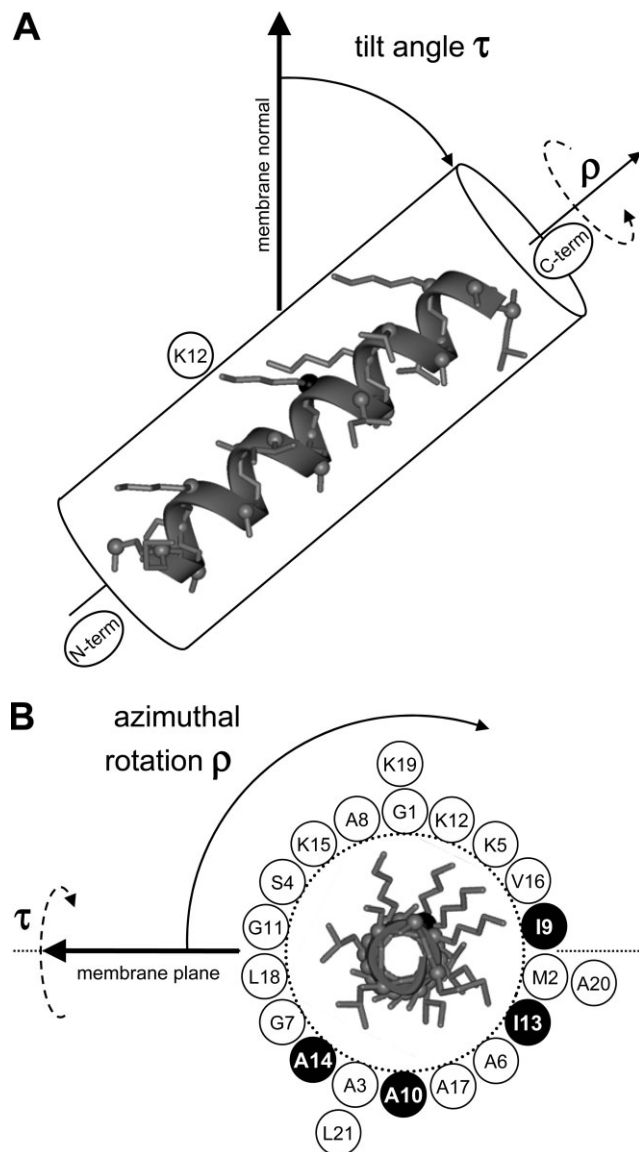 A
tilt angle τ
membrane normal
ρ
C-term
K12
N-term
B
azimuthal
rotation ρ
K19
G1
A8
K12
K15
K5
S4
V16
τ
G11
I9
membrane plane
L18
M2
A20
G7
I13
A14
A6
A3
A10
A17
L21